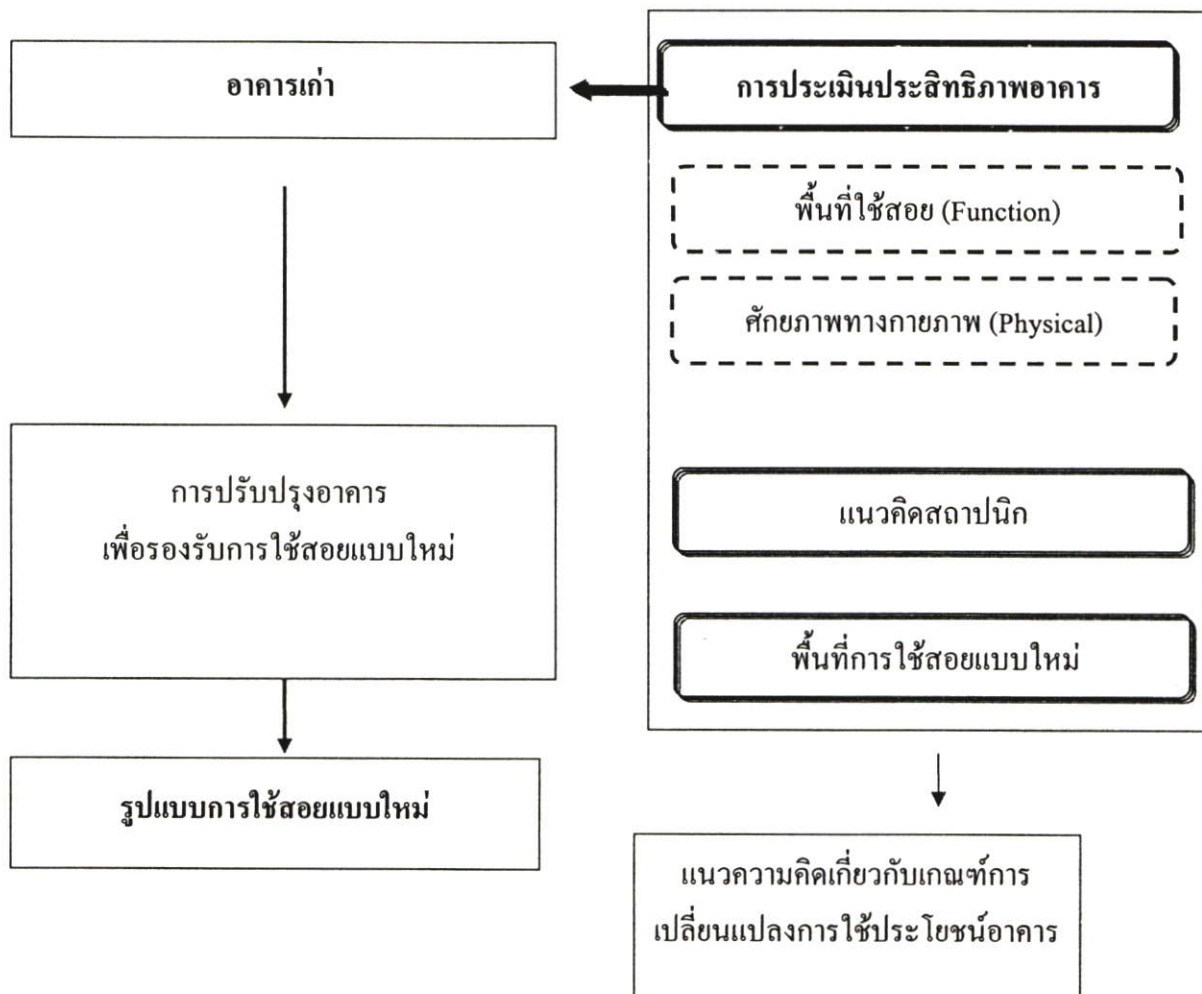 อาคารเก่า
การประเมินประสิทธิภาพอาคาร
พื้นที่ใช้สอย (Function)
ศักยภาพทางกายภาพ (Physical)
การปรับปรุงอาคาร
เพื่อรองรับการใช้สอยแบบใหม่
แนวคิดสถาปนิก
พื้นที่การใช้สอยแบบใหม่
รูปแบบการใช้สอยแบบใหม่
แนวความคิดเกี่ยวกับเกณฑ์การ
เปลี่ยนแปลงการใช้ประโยชน์อาคาร